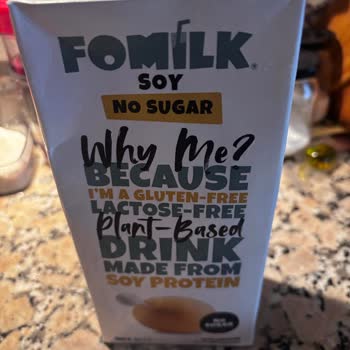 FOMILK®
SOY
NO SUGAR
Why Me?
BECAUSE
I'M A GLUTEN-FREE
LACTOSE-FREE
Plant-Based
DRINK
MADE FROM
SOY PROTEIN
NO
SUGAR